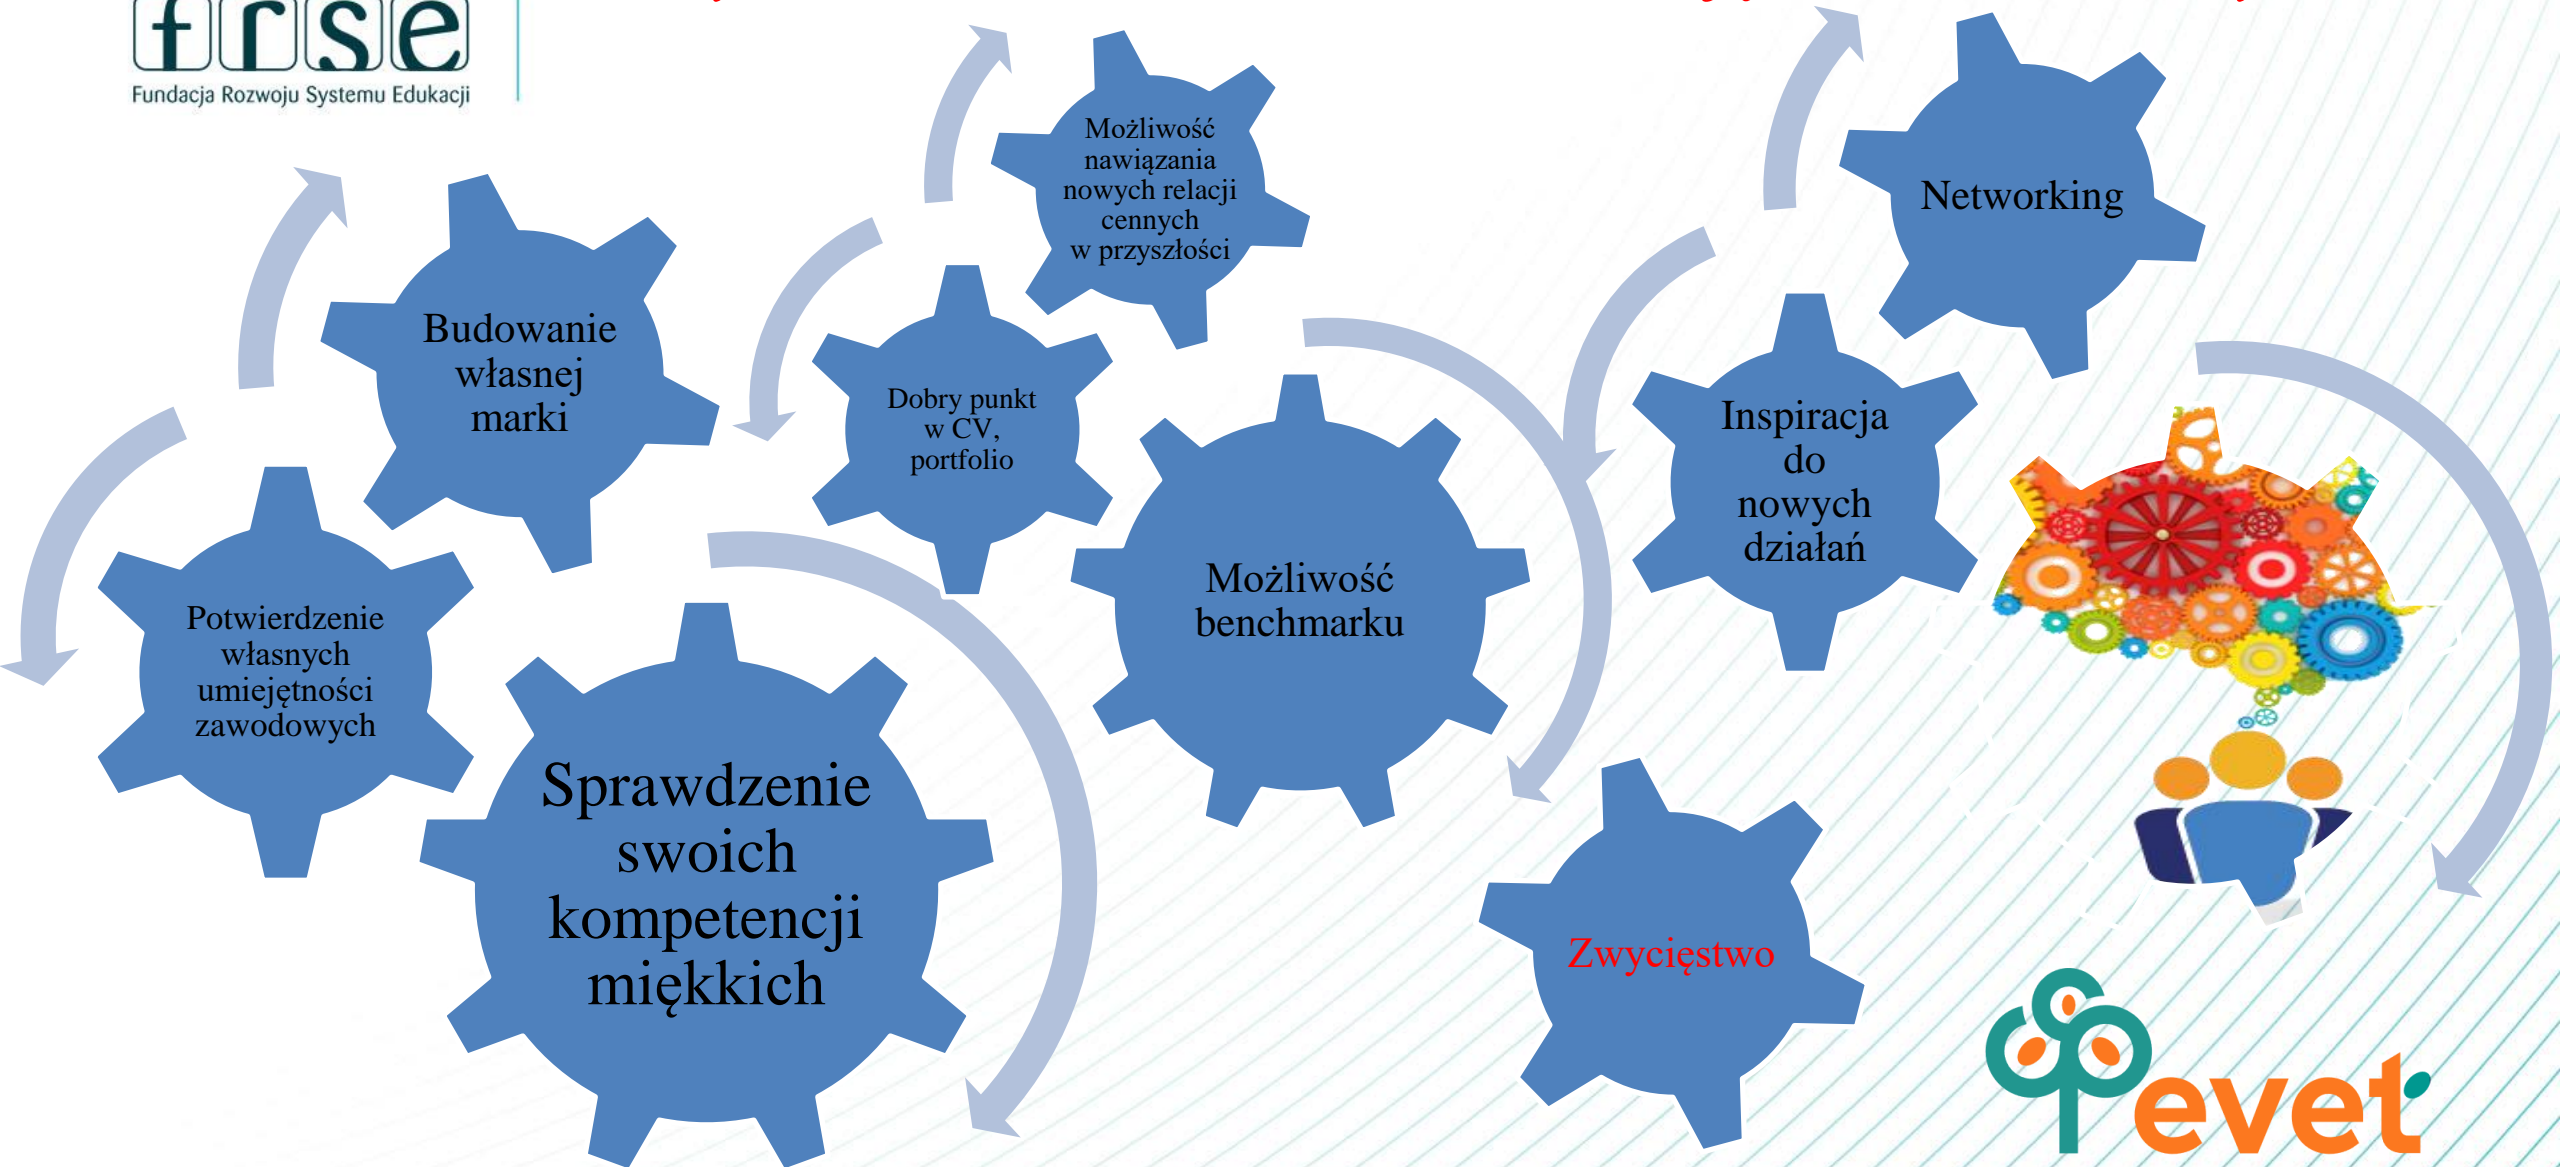 frse
Fundacja Rozwoju Systemu Edukacji
Możliwość
nawiązania
nowych relacji
cennych
w przyszłości
Networking
Budowanie
własnej
marki
Dobry punkt
w CV,
portfolio
Inspiracja
do
nowych
działań
Możliwość
benchmarku
Potwierdzenie
własnych
umiejętności
zawodowych
Sprawdzenie
swoich
kompetencji
miękkich
Zwycięstwo
evet